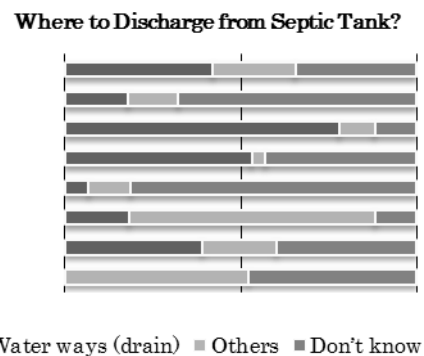 Where to Discharge from Septic Tank?
Water ways (drain) Others Don't know